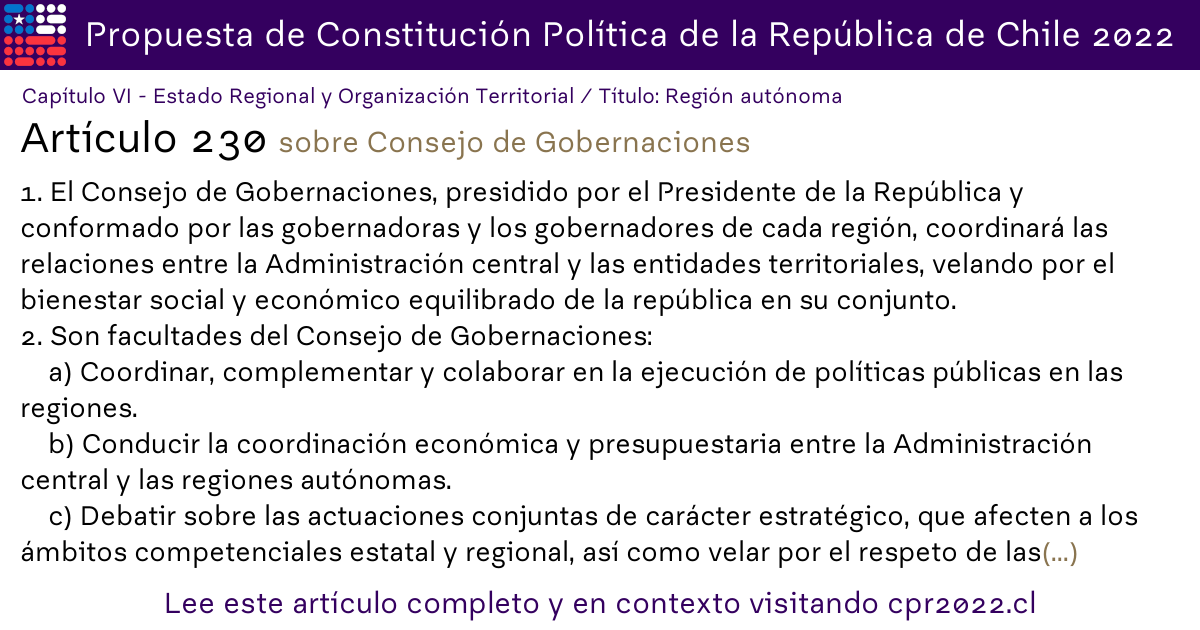 Propuesta de Constitución Política de la República de Chile 2022
Capítulo VI - Estado Regional y Organización Territorial / Título: Región autónoma
Artículo 230 sobre Consejo de Gobernaciones
1. El Consejo de Gobernaciones, presidido por el Presidente de la República y
conformado por las gobernadoras y los gobernadores de cada región, coordinará las
relaciones entre la Administración central y las entidades territoriales, velando por el
bienestar social y económico equilibrado de la república en su conjunto.
2. Son facultades del Consejo de Gobernaciones:
a) Coordinar, complementar y colaborar en la ejecución de políticas públicas en las
regiones.
b) Conducir la coordinación económica y presupuestaria entre la Administración
central y las regiones autónomas.
c) Debatir sobre las actuaciones conjuntas de carácter estratégico, que afecten a los
ámbitos competenciales estatal y regional, así como velar por el respeto de las(...)
Lee este artículo completo y en contexto visitando cpr2022.cl